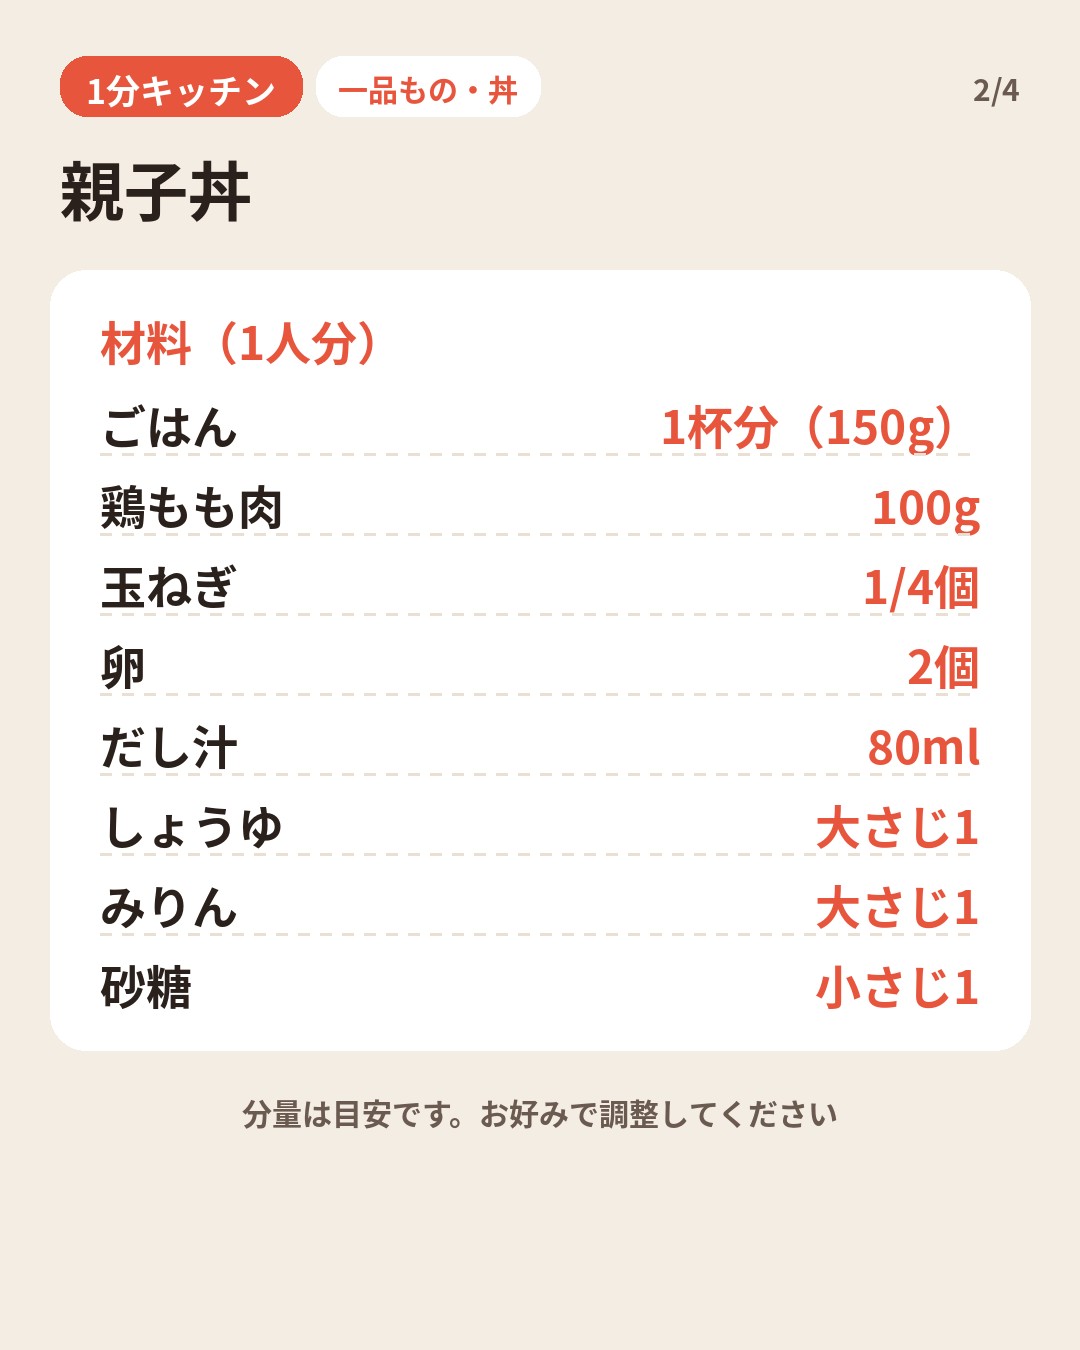 1分キッチン 一品もの・丼 2/4
親子丼
材料（1人分）
ごはん 1杯分（150g）
鶏もも肉 100g
玉ねぎ 1/4個
卵 2個
だし汁 80ml
しょうゆ 大さじ1
みりん 大さじ1
砂糖 小さじ1
分量は目安です。お好みで調整してください